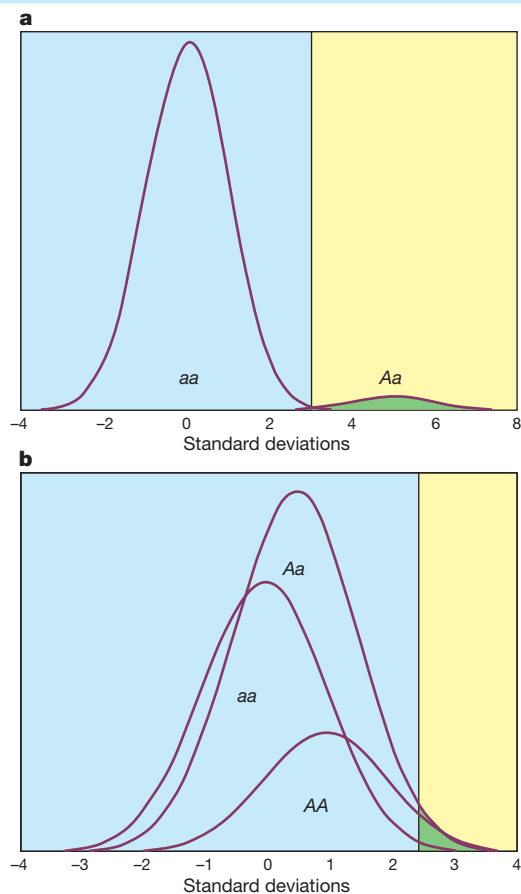 a
aa
Aa
–4 –2 0 2 4 6 8
Standard deviations
b
Aa
aa
AA
–4 –3 –2 –1 0 1 2 3 4
Standard deviations